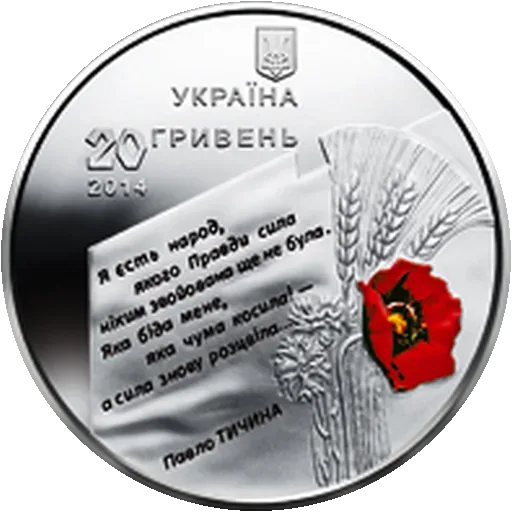 УКРАЇНА
20 ГРИВЕНЬ
2014
Я єсть народ,
якого Правди сила
ніким звойована ще не була.
Яка біда мене,
яка чума косила! —
а сила знову розцвіла...
Павло ТИЧИНА